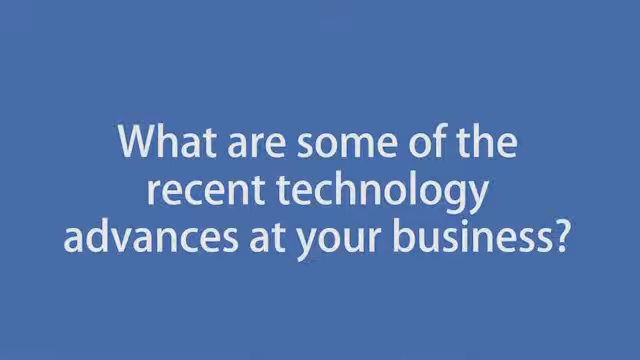 What are some of the
recent technology
advances at your business?